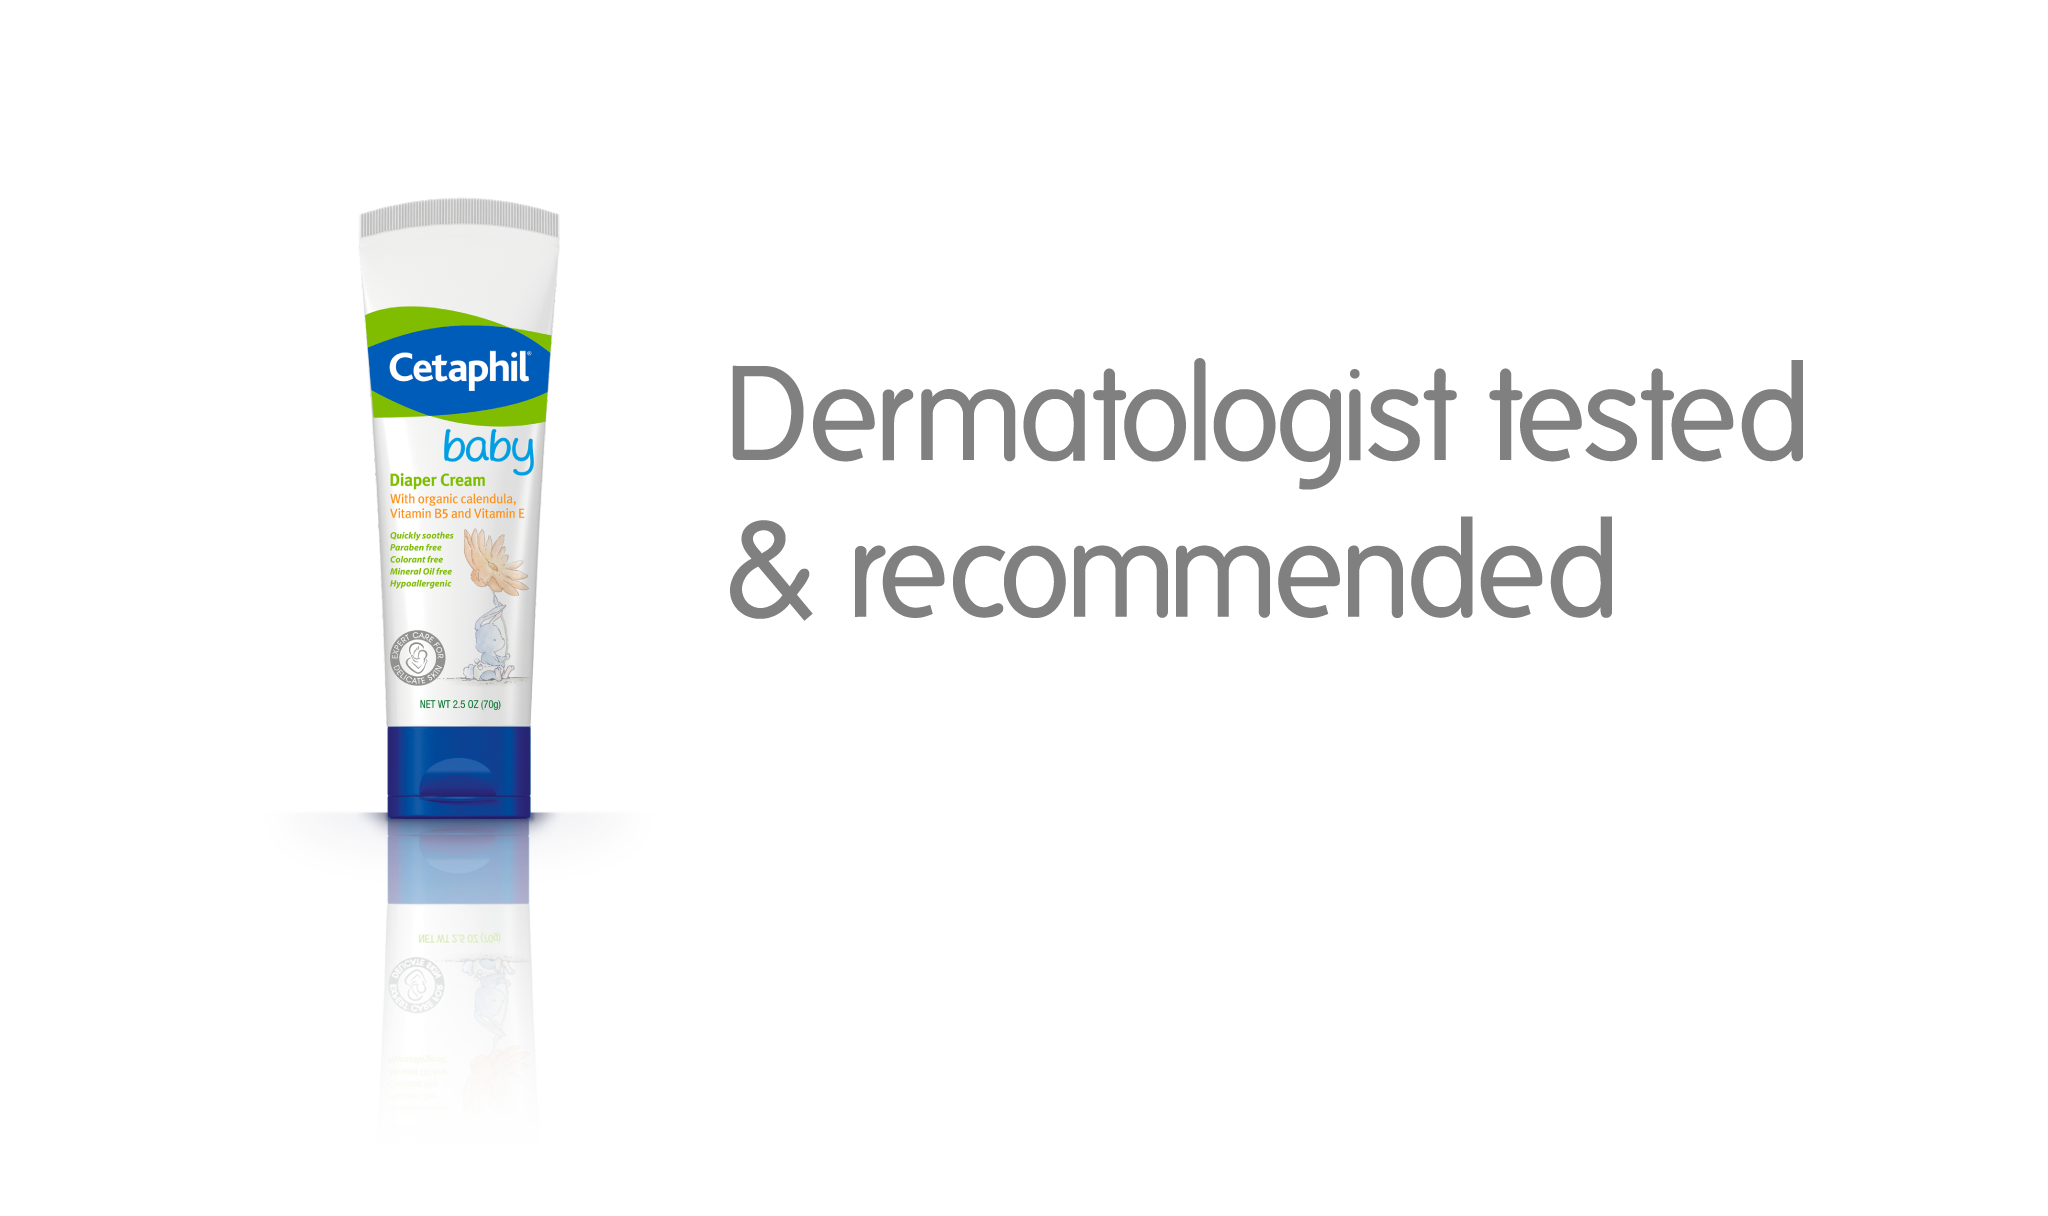 Cetaphil®
baby
Diaper Cream
With organic calendula,
Vitamin B5 and Vitamin E
Quickly soothes
Paraben free
Colorant free
Mineral Oil free
Hypoallergenic
EXPERT CARE FOR
DELICATE SKIN
NET WT 2.5 OZ (70g)
Dermatologist tested
& recommended